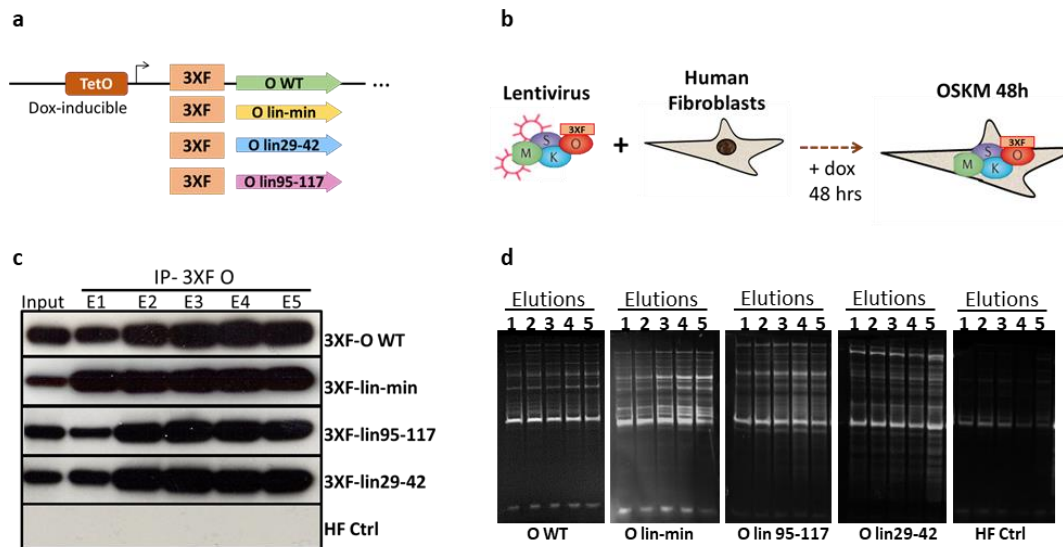 a
TetO
Dox-inducible
3XF
O WT
...
3XF
O lin-min
3XF
O lin29-42
3XF
O lin95-117
b
Lentivirus
S
3XF
M
K
O
+
Human
Fibroblasts
+ dox
48 hrs
OSKM 48h
S
3XF
M
K
O
c
IP- 3XF O
Input E1 E2 E3 E4 E5
3XF-O WT
3XF-lin-min
3XF-lin95-117
3XF-lin29-42
HF Ctrl
d
Elutions Elutions Elutions Elutions Elutions
1 2 3 4 5 1 2 3 4 5 1 2 3 4 5 1 2 3 4 5 1 2 3 4 5
O WT O lin-min O lin 95-117 O lin29-42 HF Ctrl